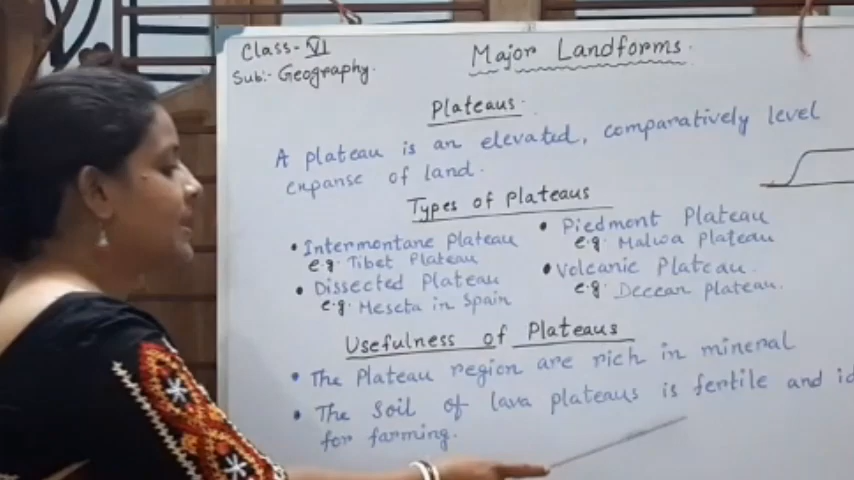 Class- VI
Sub:- Geography.
Major Landforms.
Plateaus.
A plateau is an elevated, comparatively level
expanse of land.
Types of plateaus
• Intermontane plateau
e.g. Tibet Plateau
• Dissected plateau
e.g. Meseta in Spain
• Piedmont Plateau
e.g. Malwa Plateau
• Volcanic Plateau.
e.g. Deccan plateau.
Usefulness of Plateaus
• The Plateau region are rich in mineral
• The soil of lava plateaus is fertile and
for farming.